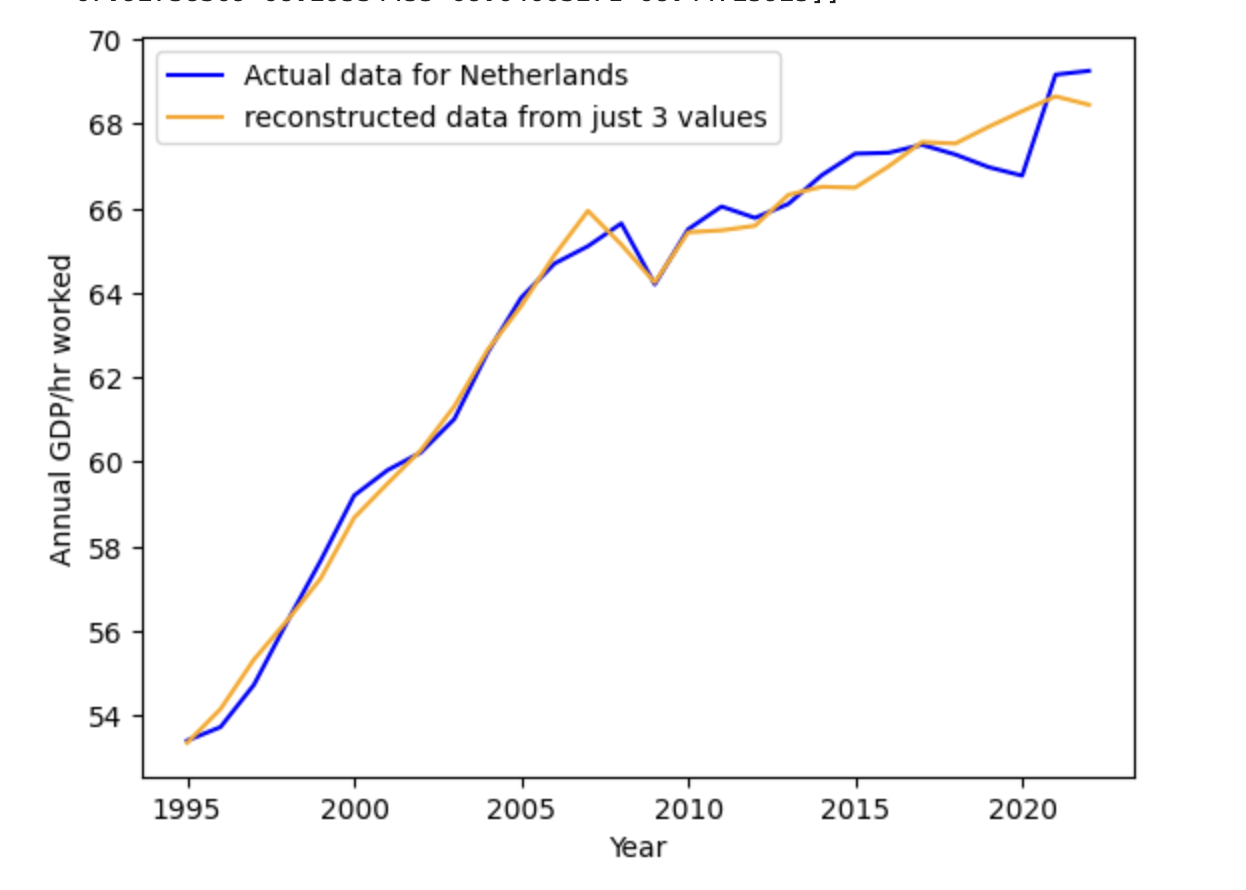 70
Actual data for Netherlands
reconstructed data from just 3 values
68
66
64
62
60
58
56
54
Annual GDP/hr worked
1995 2000 2005 2010 2015 2020
Year